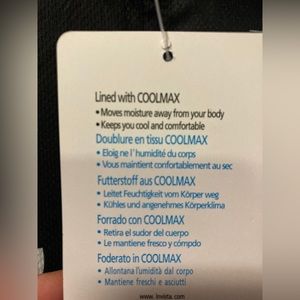 Lined with COOLMAX
• Moves moisture away from your body
• Keeps you cool and comfortable
Doublure en tissu COOLMAX
• Eloig ne l'humidité du corps
• Vous maintient confortablement au sec
Futterstoff aus COOLMAX
• Leitet Feuchtigkeit vom Körper weg
• Kühles und angenehmes Körperklima
Forrado con COOLMAX
• Retira el sudor del cuerpo
• Le mantiene fresco y cómpdo
Foderato in COOLMAX
• Allontana l'umidità dal corpo
• Mantiene freschi e asciutti
www.invista.com